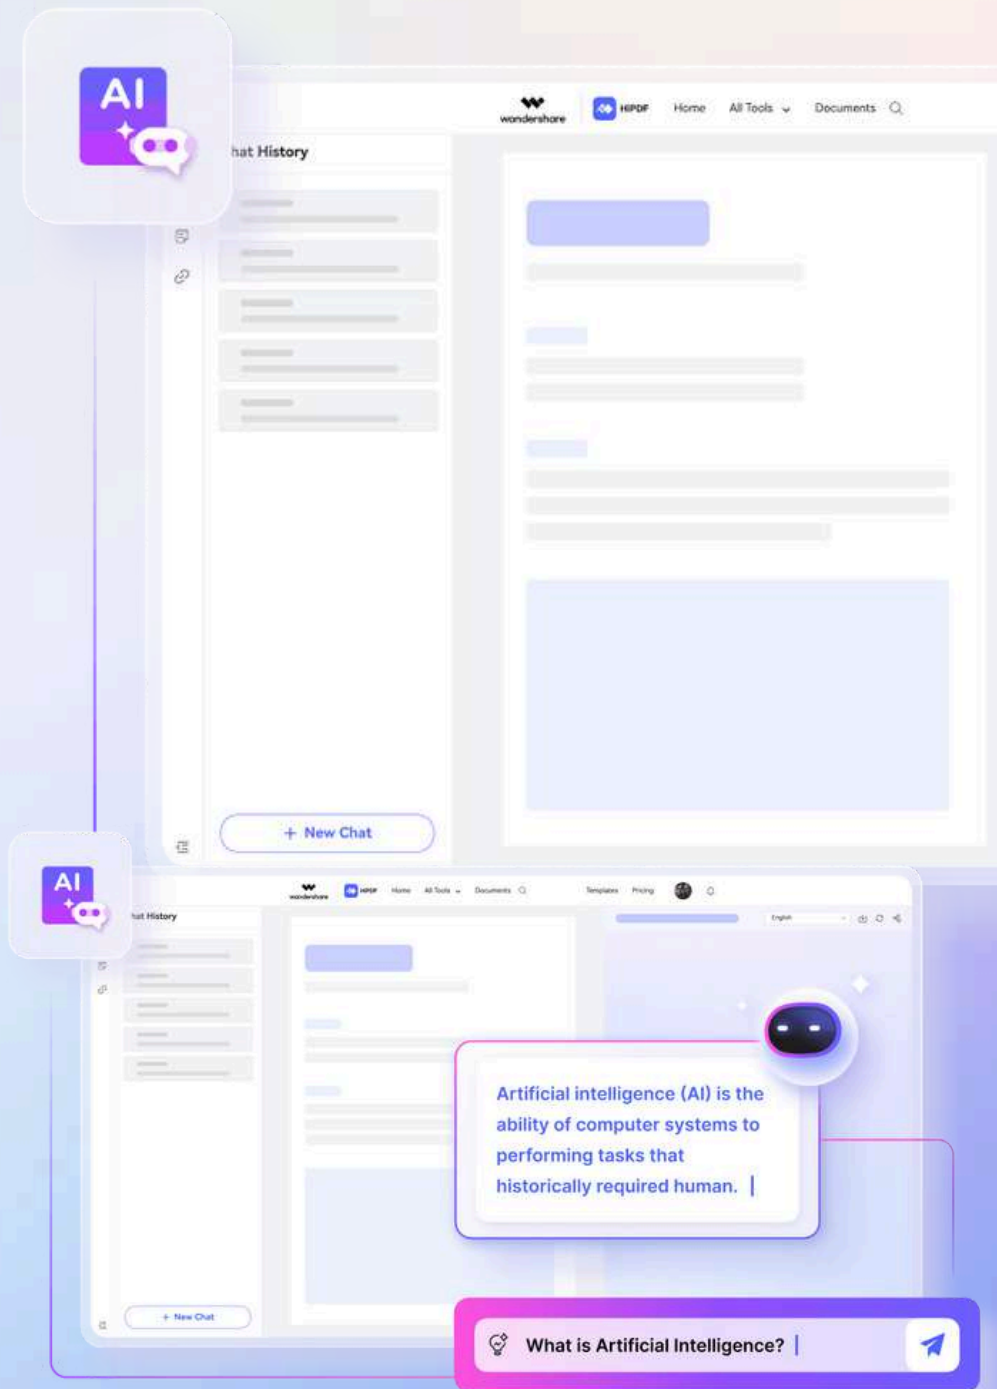 AI
wondershare
HiPDF
Home
All Tools
Documents
hat History
+ New Chat
AI
wondershare
HiPDF
Home
All Tools
Documents
Templates
Pricing
hat History
English
Artificial intelligence (AI) is the
ability of computer systems to
performing tasks that
historically required human.
+ New Chat
What is Artificial Intelligence?